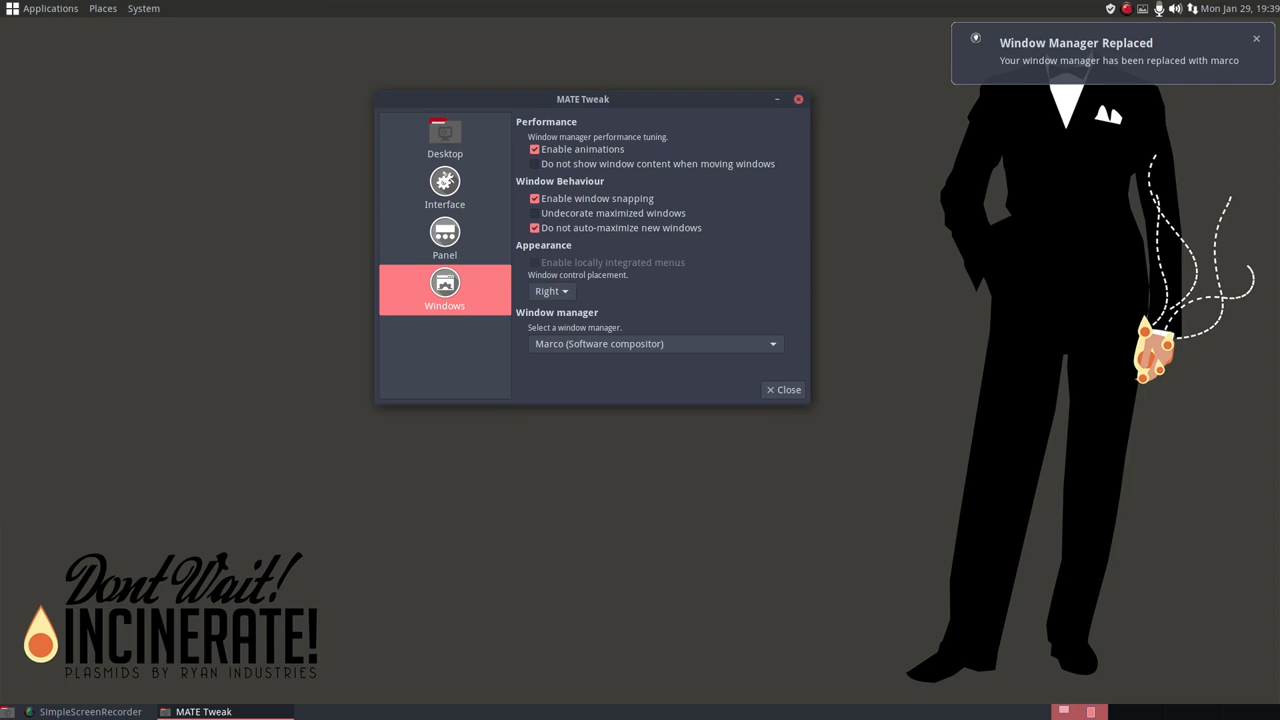 Applications Places System
Mon Jan 29, 19:39
Window Manager Replaced
Your window manager has been replaced with marco
MATE Tweak
Desktop
Interface
Panel
Windows
Performance
Window manager performance tuning.
Enable animations
Do not show window content when moving windows
Window Behaviour
Enable window snapping
Undecorate maximized windows
Do not auto-maximize new windows
Appearance
Enable locally integrated menus
Window control placement.
Right
Window manager
Select a window manager.
Marco (Software compositor)
Close
Dont Wait!
INCINERATE!
PLASMIDS BY RYAN INDUSTRIES
SimpleScreenRecorder
MATE Tweak